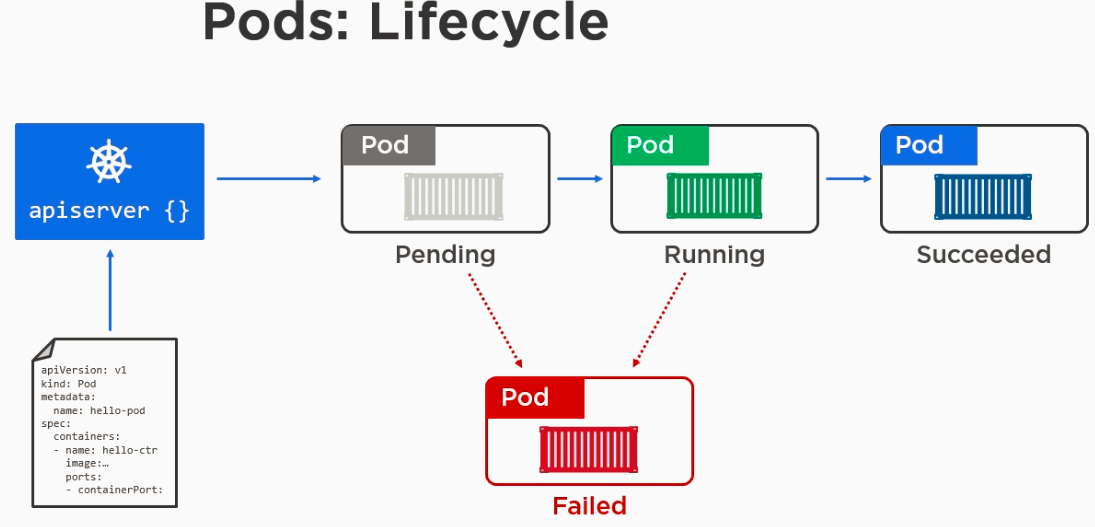 Pods: Lifecycle
apiserver {}
Pod
Pending
Pod
Running
Pod
Succeeded
apiVersion: v1
kind: Pod
metadata:
  name: hello-pod
spec:
  containers:
  - name: hello-ctr
    image:…
    ports:
    - containerPort:
Pod
Failed